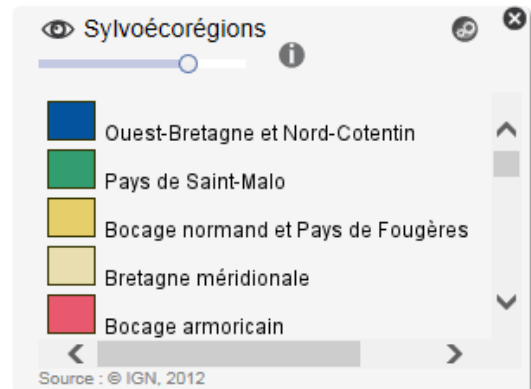 Sylvoécorégions
Ouest-Bretagne et Nord-Cotentin
Pays de Saint-Malo
Bocage normand et Pays de Fougères
Bretagne méridionale
Bocage armoricain
Source : © IGN, 2012